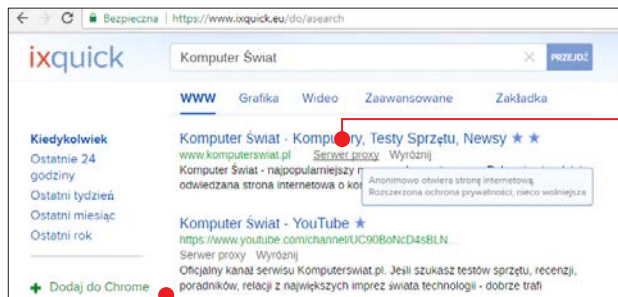 Bezpieczna | https://www.ixquick.eu/do/asearch
ixquick
Komputer Świat
PRZEJDŹ
WWW Grafika Wideo Zaawansowane Zakładka
Kiedykolwiek
Ostatnie 24
godziny
Ostatni tydzień
Ostatni miesiąc
Ostatni rok
Dodaj do Chrome
Komputer Świat - Komputery, Testy Sprzętu, Newsy
www.komputerswiat.pl Serwer proxy Wyróżnij
Komputer Świat - najpopularniejszy
odwiedzana strona internetowa o
Anonimowo otwiera stronę internetową.
Rozszerzona ochrona prywatności, nieco wolniejsza
Komputer Świat - YouTube
https://www.youtube.com/channel/UC90BoNcD4sBLN...
Serwer proxy Wyróżnij
Oficjalny kanał serwisu Komputerswiat.pl. Jeśli szukasz testów sprzętu, recenzji,
poradników, relacji z największych imprez świata technologii - dobrze trafi